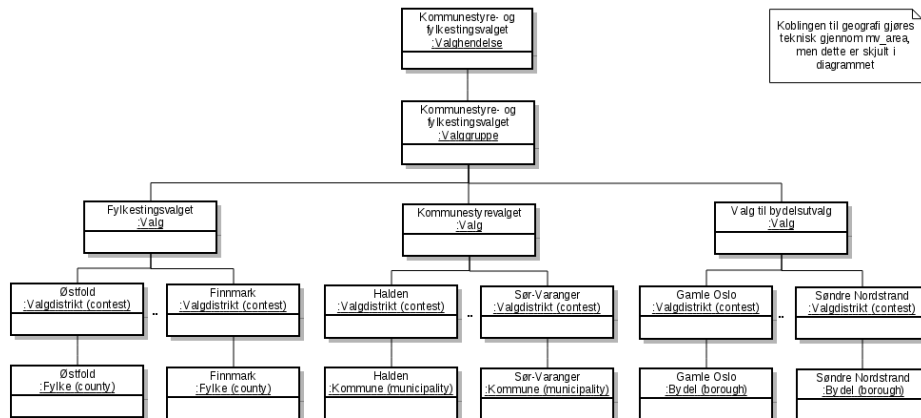 Kommunestyre- og
fylkestingsvalget
:Valghendelse
Koblingen til geografi gjøres
teknisk gjennom mv_area,
men dette er skjult i
diagrammet
Kommunestyre- og
fylkestingsvalget
:Valggruppe
Fylkestingsvalget
:Valg
Kommunestyrevalget
:Valg
Valg til bydelsutvalg
:Valg
Østfold
:Valgdistrikt (contest)
..
Finnmark
:Valgdistrikt (contest)
Halden
:Valgdistrikt (contest)
..
Sør-Varanger
:Valgdistrikt (contest)
Gamle Oslo
:Valgdistrikt (contest)
..
Søndre Nordstrand
:Valgdistrikt (contest)
Østfold
:Fylke (county)
Finnmark
:Fylke (county)
Halden
:Kommune (municipality)
Sør-Varanger
:Kommune (municipality)
Gamle Oslo
:Bydel (borough)
Søndre Nordstrand
:Bydel (borough)